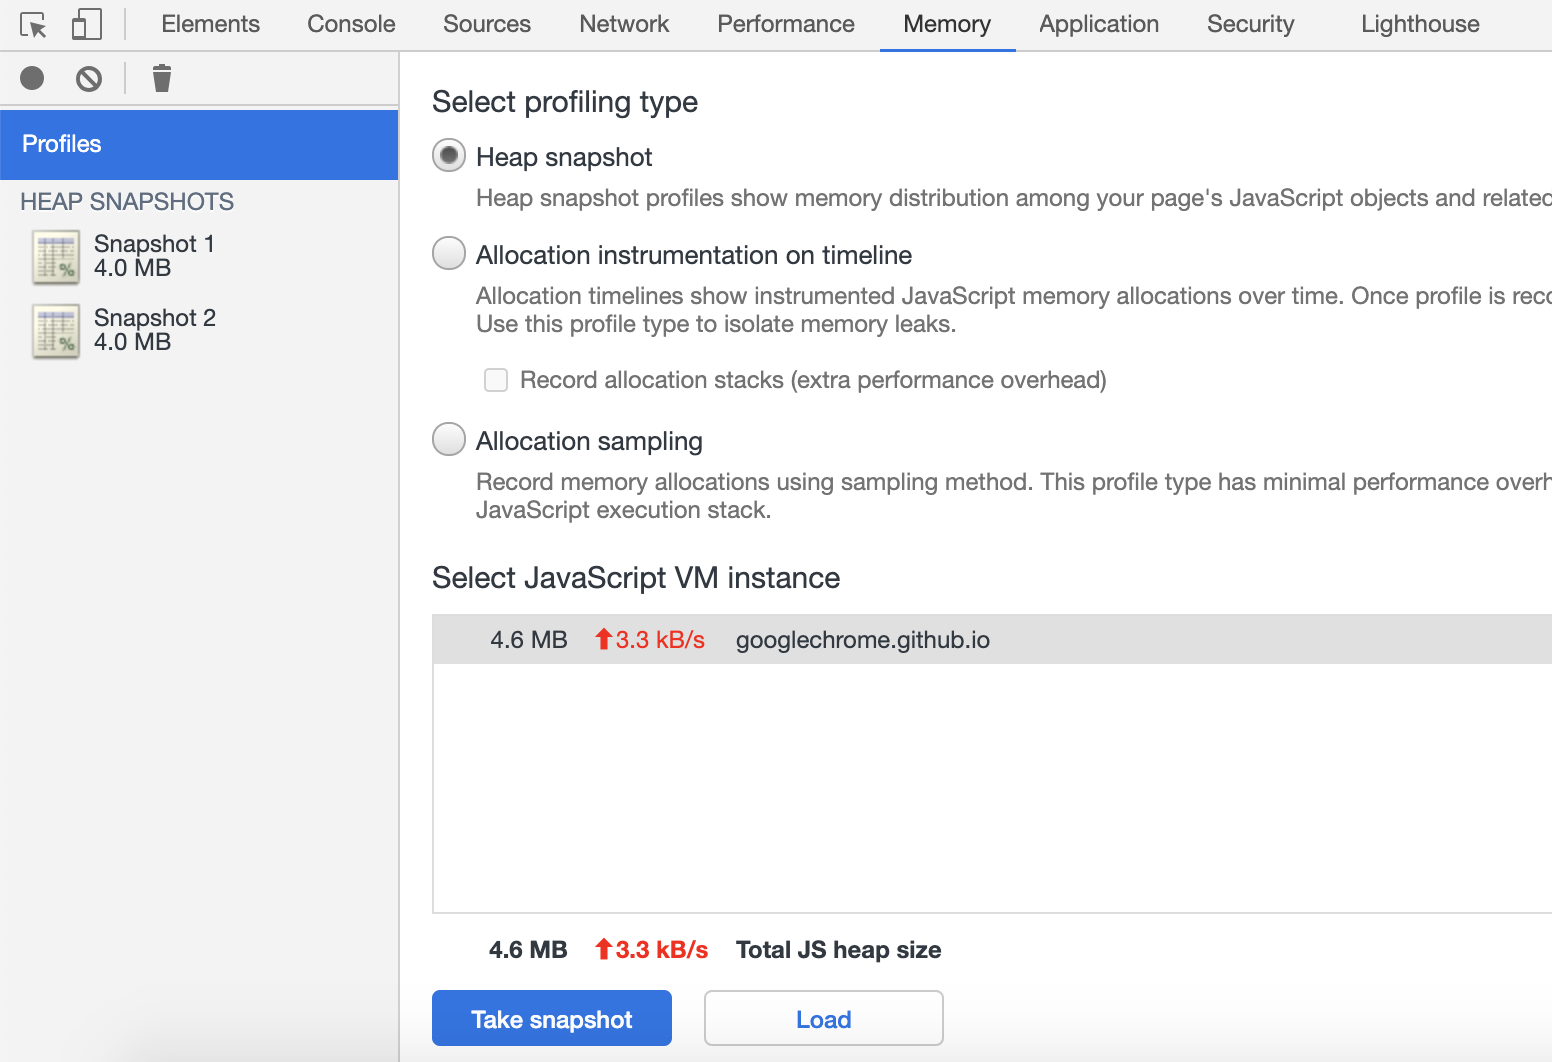 Elements Console Sources Network Performance Memory Application Security Lighthouse
Profiles
HEAP SNAPSHOTS
Snapshot 1
4.0 MB
Snapshot 2
4.0 MB
Select profiling type
Heap snapshot
Heap snapshot profiles show memory distribution among your page's JavaScript objects and related
Allocation instrumentation on timeline
Allocation timelines show instrumented JavaScript memory allocations over time. Once profile is
Use this profile type to isolate memory leaks.
Record allocation stacks (extra performance overhead)
Allocation sampling
Record memory allocations using sampling method. This profile type has minimal performance
JavaScript execution stack.
Select JavaScript VM instance
4.6 MB 3.3 kB/s googlechrome.github.io
4.6 MB 3.3 kB/s Total JS heap size
Take snapshot
Load